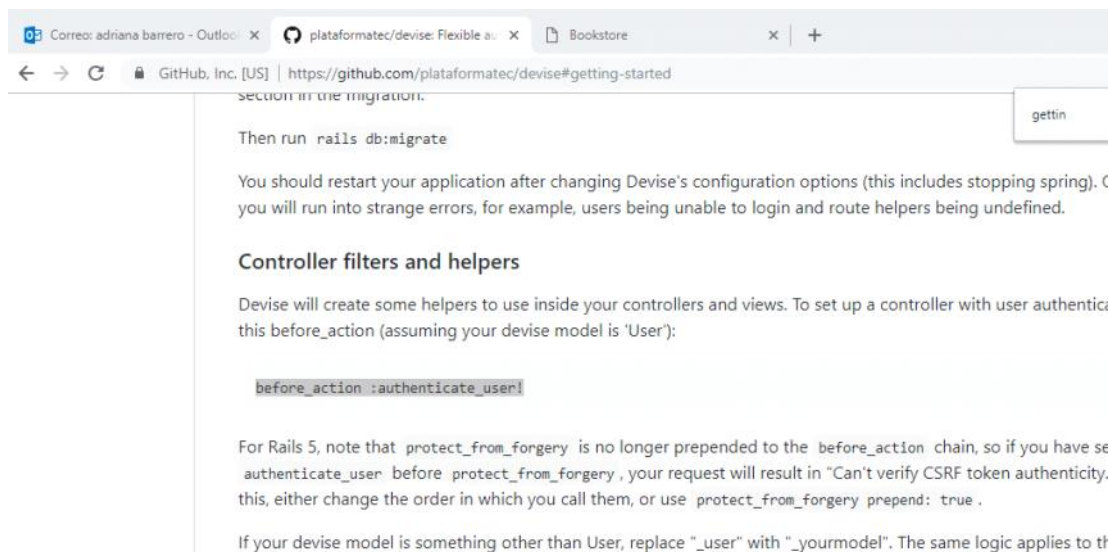 Correo: adriana barrero - Outloo
plataformatec/devise: Flexible au
Bookstore
GitHub, Inc. [US] | https://github.com/plataformatec/devise#getting-started
section in the migration.
gettin
Then run rails db:migrate
You should restart your application after changing Devise's configuration options (this includes stopping spring).
you will run into strange errors, for example, users being unable to login and route helpers being undefined.
Controller filters and helpers
Devise will create some helpers to use inside your controllers and views. To set up a controller with user authentica
this before_action (assuming your devise model is 'User'):
before_action :authenticate_user!
For Rails 5, note that protect_from_forgery is no longer prepended to the before_action chain, so if you have se
authenticate_user before protect_from_forgery , your request will result in "Can't verify CSRF token authenticity.
this, either change the order in which you call them, or use protect_from_forgery prepend: true .
If your devise model is something other than User, replace "_user" with "_yourmodel". The same logic applies to th